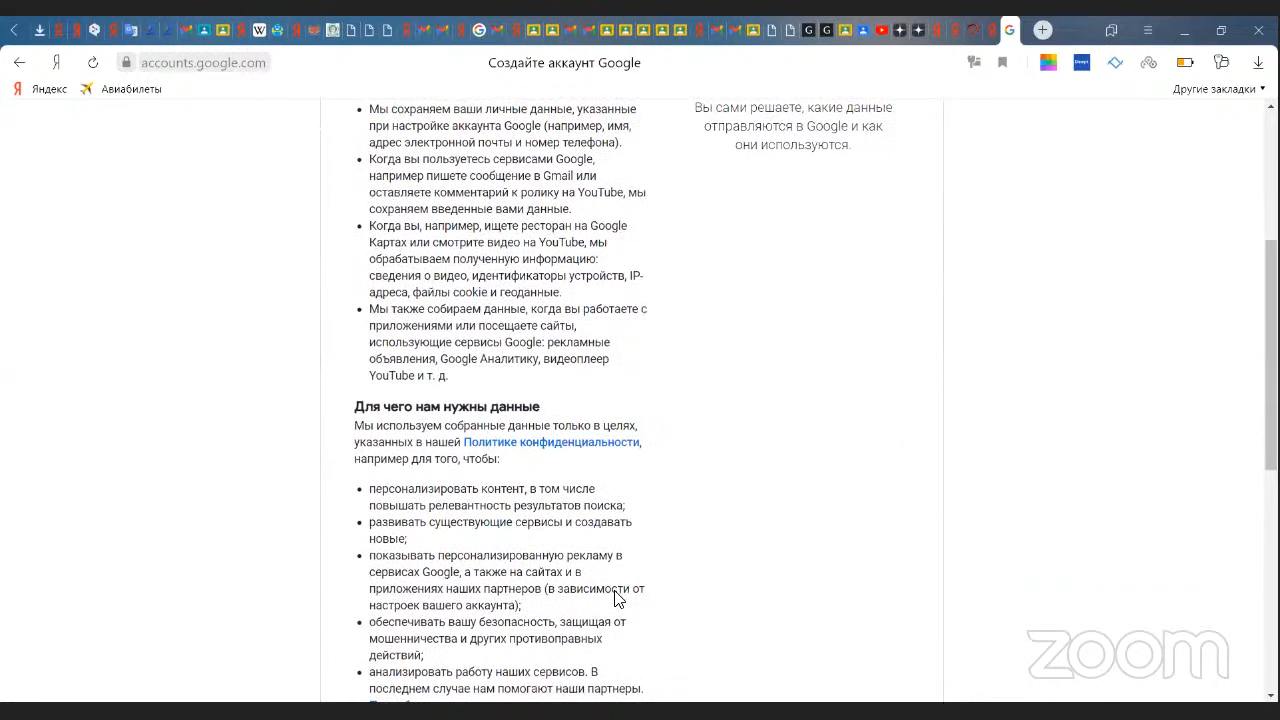 accounts.google.com
Создайте аккаунт Google
Яндекс
Авиабилеты
Другие закладки
Мы сохраняем ваши личные данные, указанные
при настройке аккаунта Google (например, имя,
адрес электронной почты и номер телефона).
Когда вы пользуетесь сервисами Google,
например пишете сообщение в Gmail или
оставляете комментарий к ролику на YouTube, мы
сохраняем введенные вами данные.
Когда вы, например, ищете ресторан на Google
Картах или смотрите видео на YouTube, мы
обрабатываем полученную информацию:
сведения о видео, идентификаторы устройств, IP-
адреса, файлы cookie и геоданные.
Мы также собираем данные, когда вы работаете с
приложениями или посещаете сайты,
использующие сервисы Google: рекламные
объявления, Google Аналитику, видеоплеер
YouTube и т. д.
Для чего нам нужны данные
Мы используем собранные данные только в целях,
указанных в нашей Политике конфиденциальности,
например для того, чтобы:
персонализировать контент, в том числе
повышать релевантность результатов поиска;
развивать существующие сервисы и создавать
новые;
показывать персонализированную рекламу в
сервисах Google, а также на сайтах и в
приложениях наших партнеров (в зависимости от
настроек вашего аккаунта);
обеспечивать вашу безопасность, защищая от
мошенничества и других противоправных
действий;
анализировать работу наших сервисов. В
последнем случае нам помогают наши партнеры.
Вы сами решаете, какие данные
отправляются в Google и как
они используются.
zoom